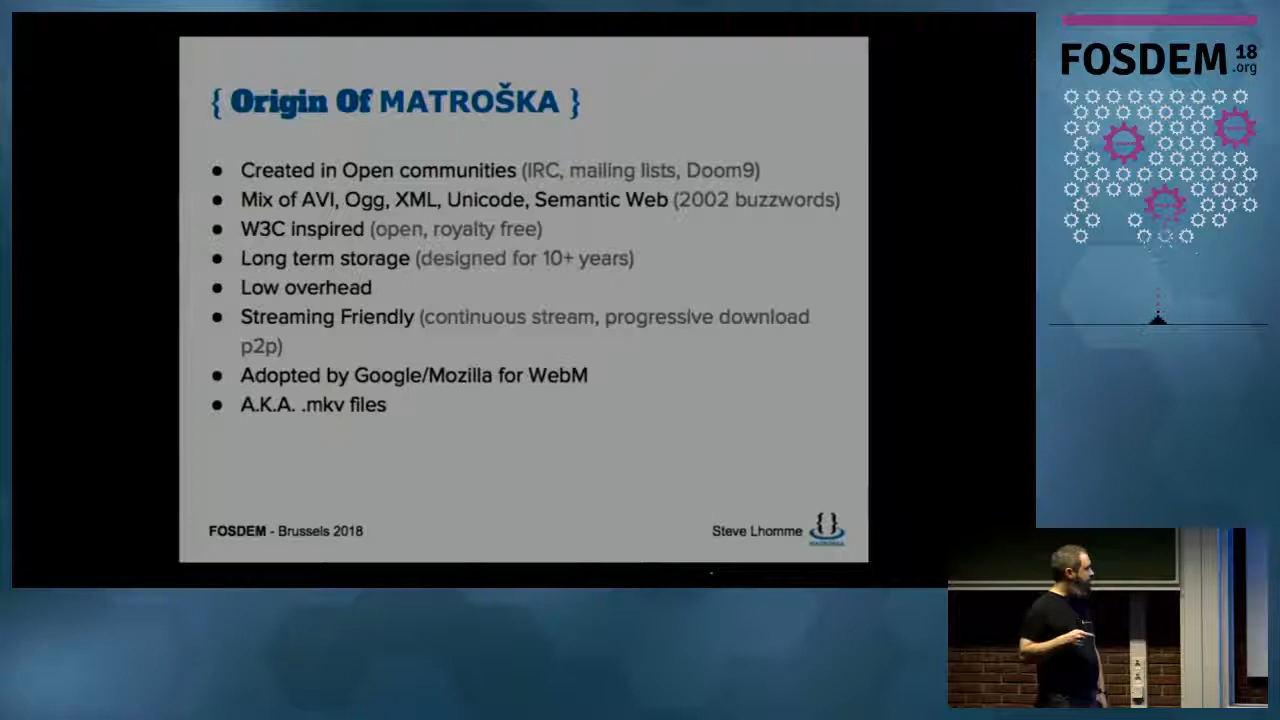 { Origin Of MATROŠKA }
● Created in Open communities (IRC, mailing lists, Doom9)
● Mix of AVI, Ogg, XML, Unicode, Semantic Web (2002 buzzwords)
● W3C inspired (open, royalty free)
● Long term storage (designed for 10+ years)
● Low overhead
● Streaming Friendly (continuous stream, progressive download
p2p)
● Adopted by Google/Mozilla for WebM
● A.K.A. .mkv files
FOSDEM - Brussels 2018
Steve Lhomme
MATROŠKA
FOSDEM 18
.org